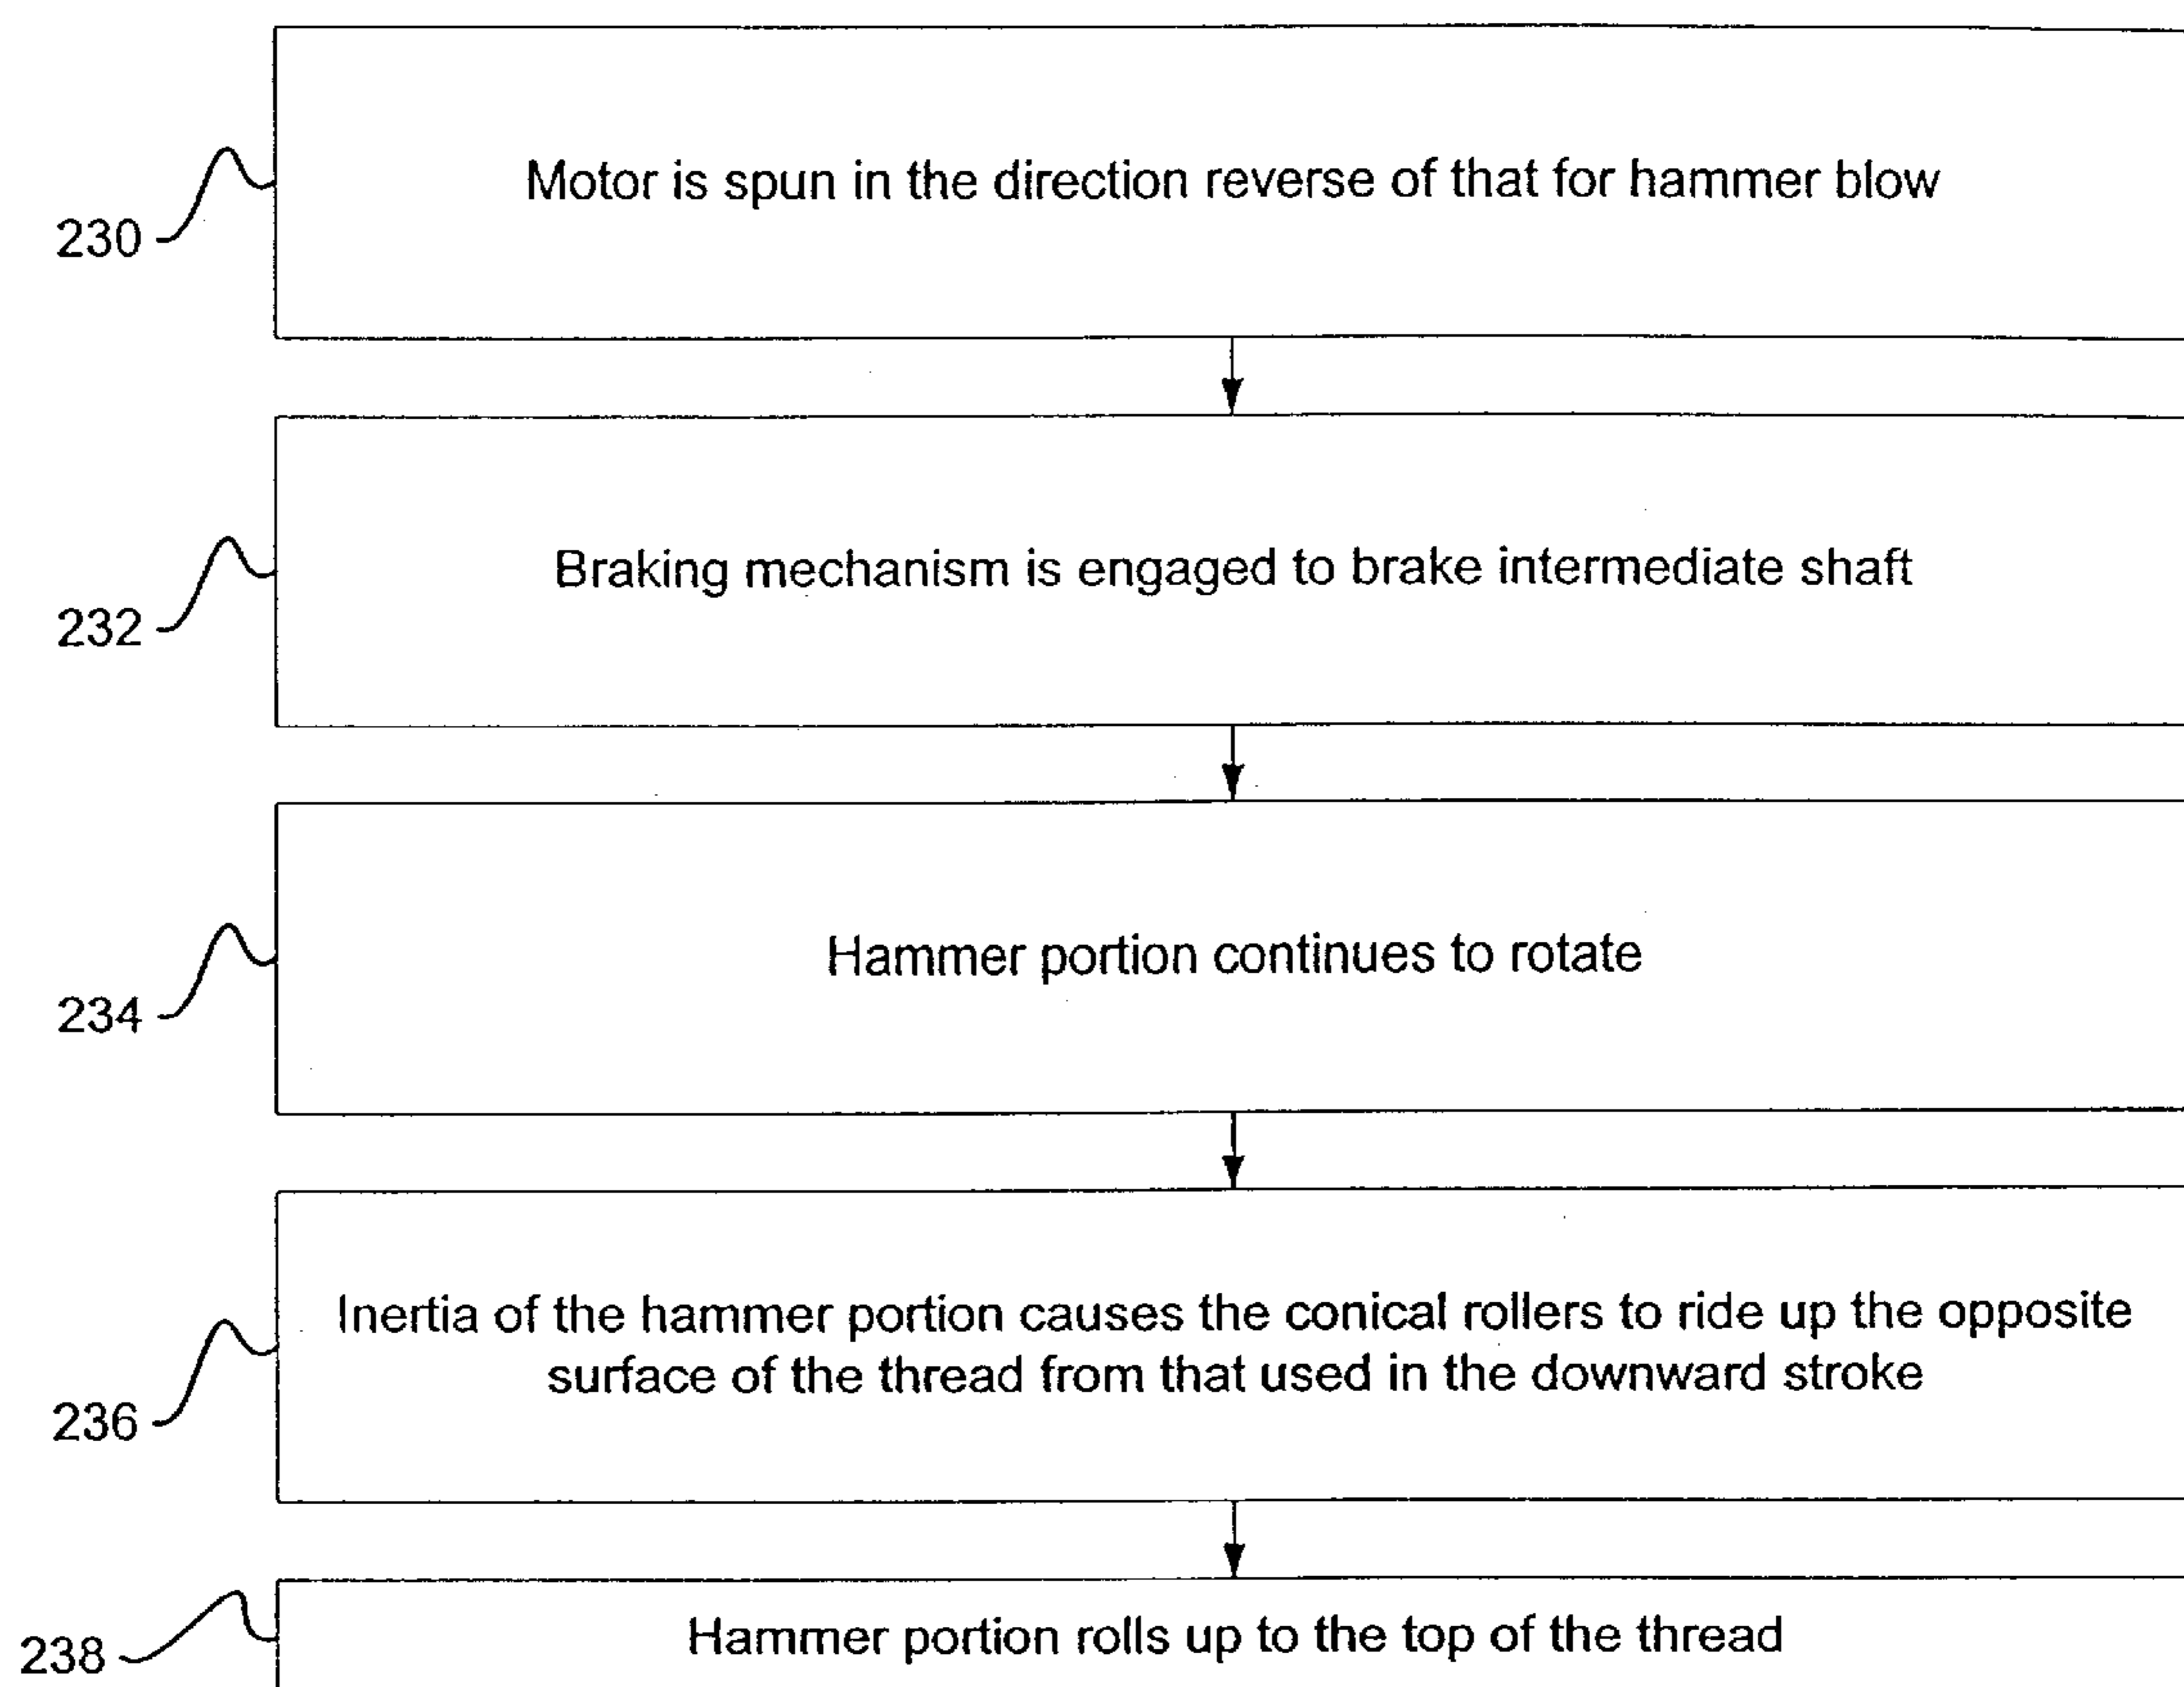 Motor is spun in the direction reverse of that for hammer blow
230
Braking mechanism is engaged to brake intermediate shaft
232
Hammer portion continues to rotate
234
Inertia of the hammer portion causes the conical rollers to ride up the opposite
surface of the thread from that used in the downward stroke
236
Hammer portion rolls up to the top of the thread
238